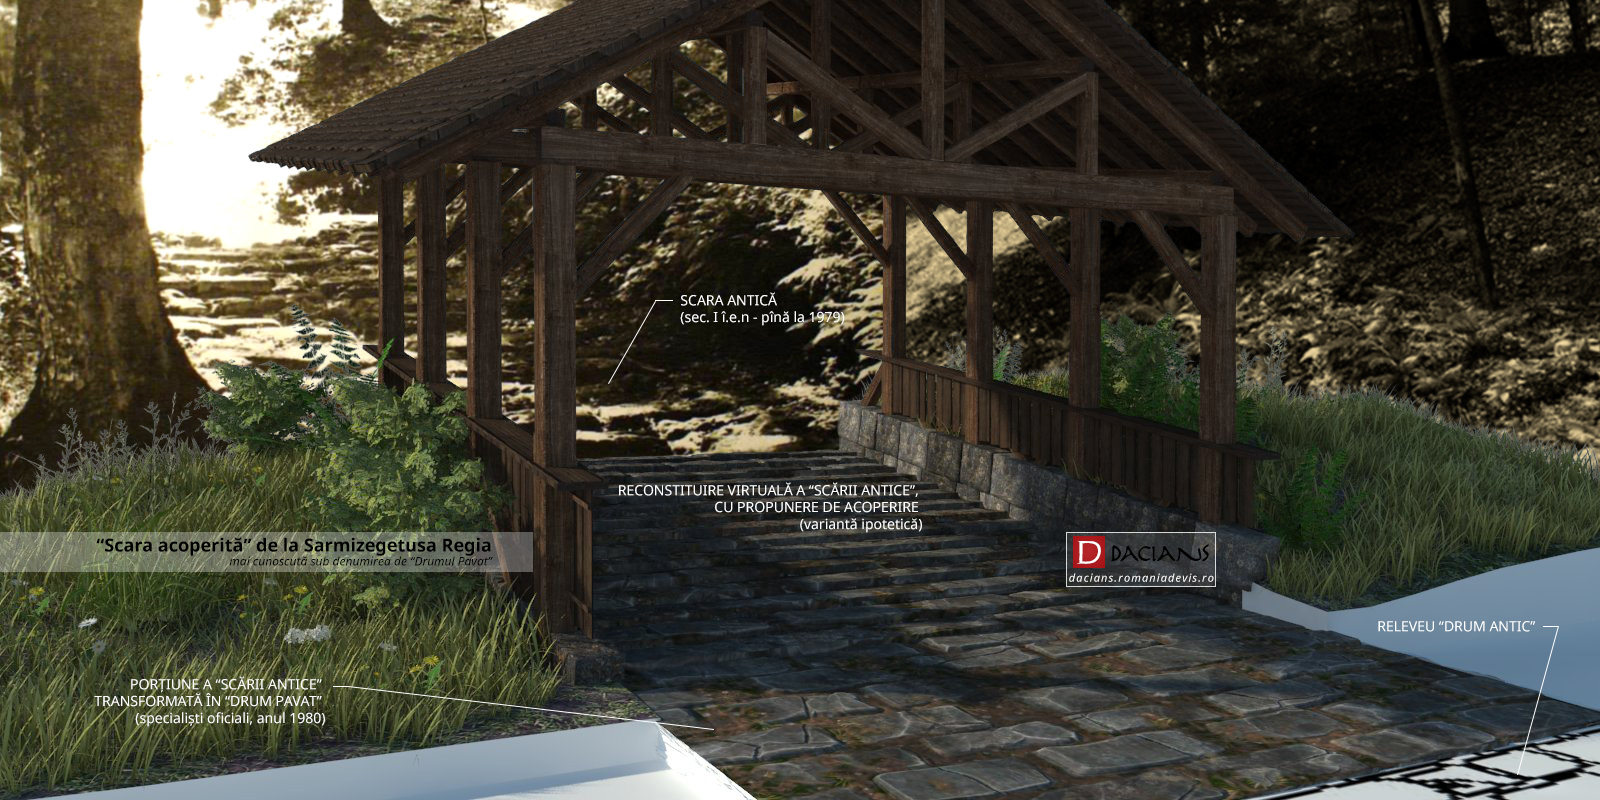 SCARA ANTICĂ
(sec. I î.e.n - pînă la 1979)
RECONSTITUIRE VIRTUALĂ A “SCĂRII ANTICE”,
CU PROPUNERE DE ACOPERIRE
(variantă ipotetică)
“Scara acoperită” de la Sarmizegetusa Regia
mai cunoscută sub denumirea de “Drumul Pavat”
D DACIANS
dacians.romaniadevis.ro
RELEVEU “DRUM ANTIC”
PORȚIUNE A “SCĂRII ANTICE”
TRANSFORMATĂ ÎN “DRUM PAVAT”
(specialiști oficiali, anul 1980)